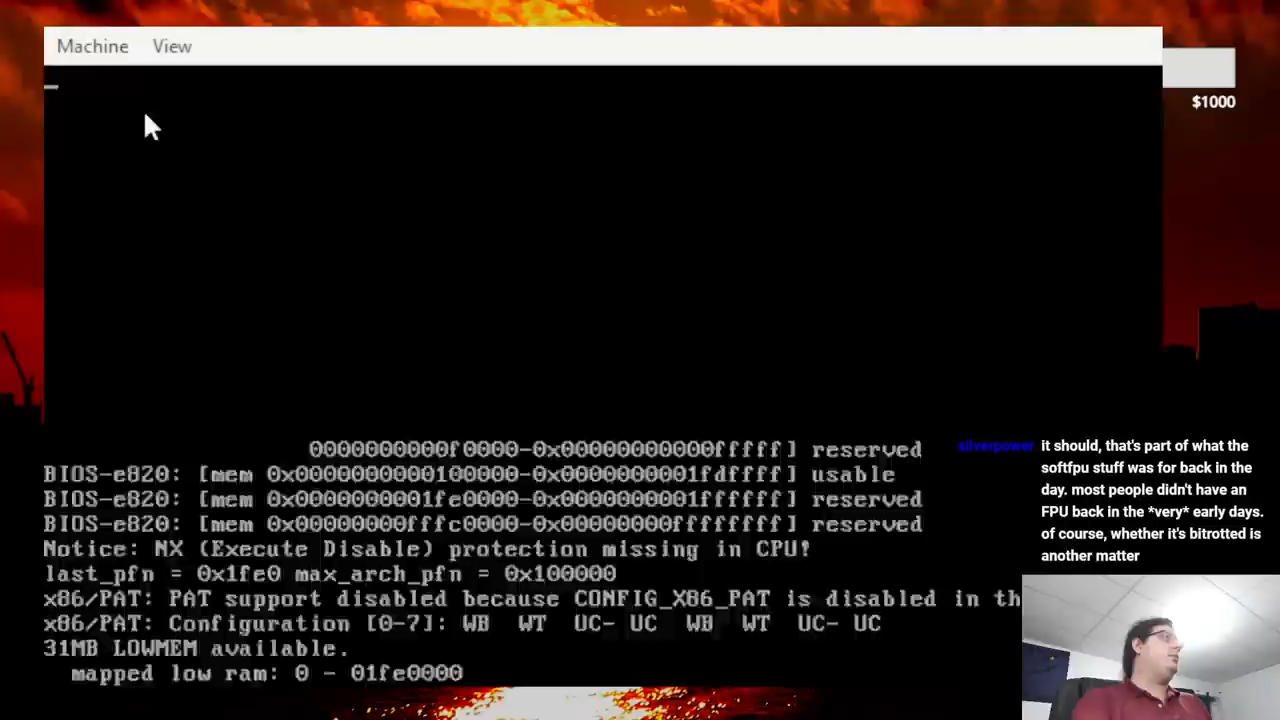 Machine View
$1000
0000000000f0000-0x00000000000fffff] reserved
BIOS-e820: [mem 0x0000000000100000-0x0000000001fdffff] usable
BIOS-e820: [mem 0x0000000001fe0000-0x0000000001ffffff] reserved
BIOS-e820: [mem 0x00000000fffc0000-0x00000000ffffffff] reserved
Notice: NX (Execute Disable) protection missing in CPU!
last_pfn = 0x1fe0 max_arch_pfn = 0x100000
x86/PAT: PAT support disabled because CONFIG_X86_PAT is disabled in th
x86/PAT: Configuration [0-7]: WB WT UC- UC WB WT UC- UC
31MB LOWMEM available.
mapped low ram: 0 - 01fe0000
silverpower it should, that's part of what the
softfpu stuff was for back in the
day. most people didn't have an
FPU back in the *very* early days.
of course, whether it's bitrotted is
another matter